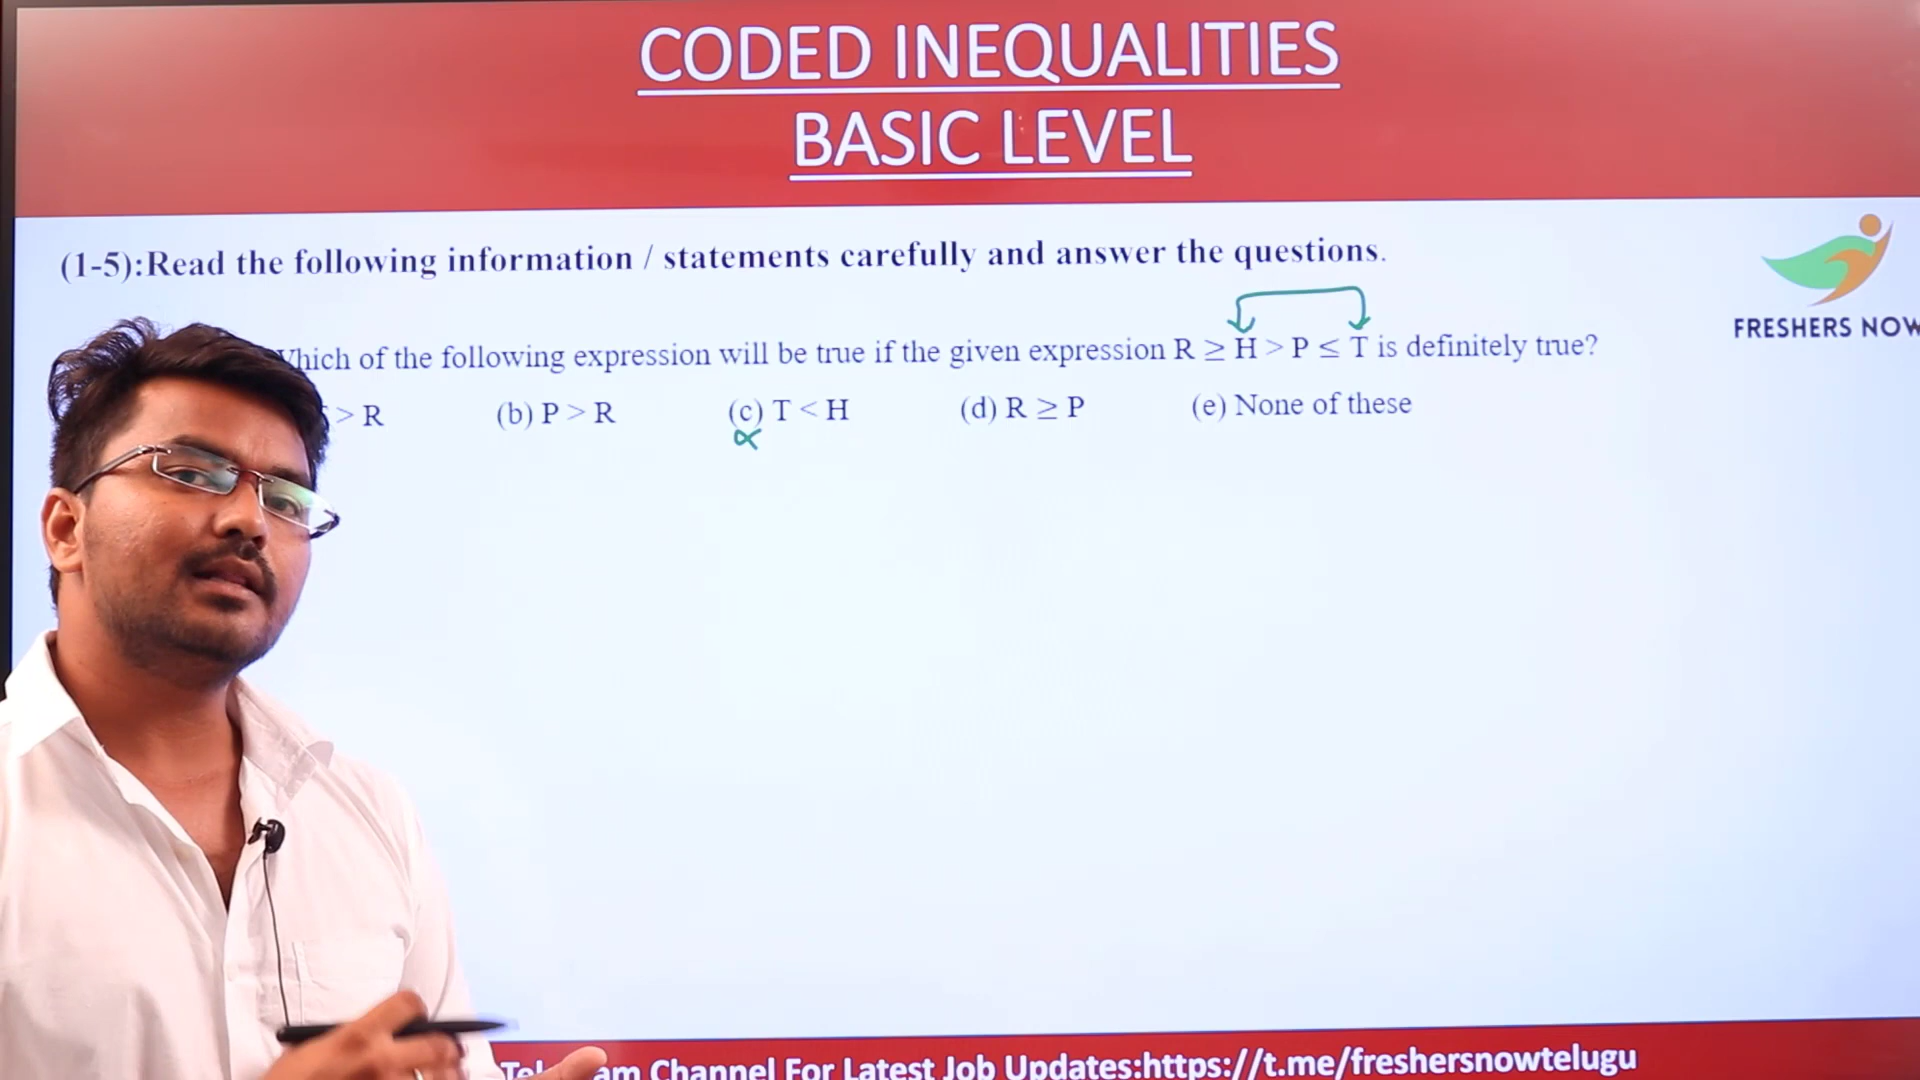 CODED INEQUALITIES
BASIC LEVEL
(1-5):Read the following information / statements carefully and answer the questions.
Which of the following expression will be true if the given expression R ≥ H > P ≤ T is definitely true?
> R (b) P > R (c) T < H (d) R ≥ P (e) None of these
FRESHERS NOW
Channel For Latest Job Updates:https://t.me/freshersnowtelugu